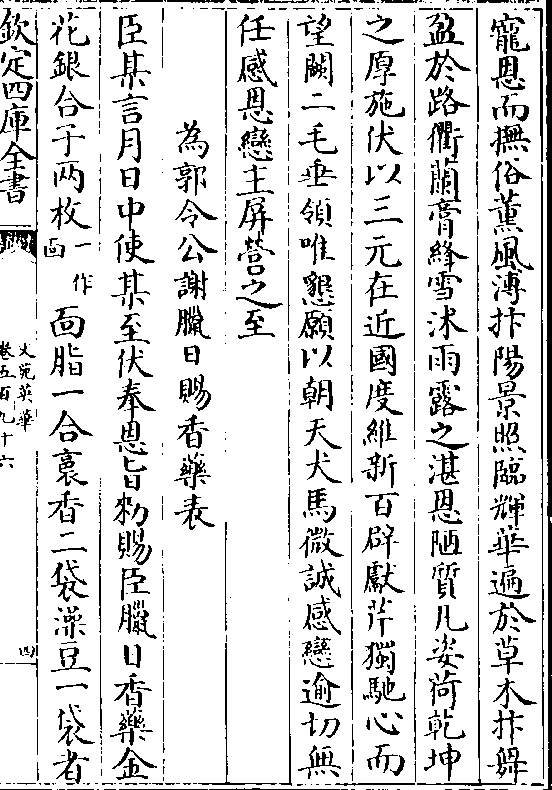 寵恩而撫俗薰風溥扑陽景照臨輝華遍於草木抃舞
盈於路衢蘭膏絳雪沐雨露之湛恩陋質凡姿荷乾坤
之厚施伏以三元在近國度維新百辟獻芹獨馳心而
望闕二毛垂領唯懇願以朝天犬馬微誠感戀逾切無
任感恩戀主屏營之至
為郭令公謝臘日賜香藥表
臣某言月日中使某至伏奉恩旨勑賜臣臘日香藥金
花銀合子兩枚一作面面脂一合裛香二袋澡豆一袋者
欽定四庫全書
文苑英華
卷五百九十六
四